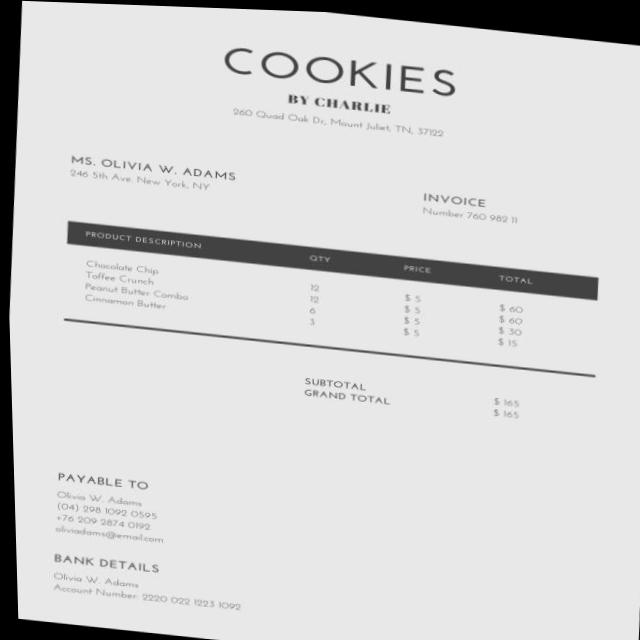 COOKIES
BY CHARLIE
260 Quad Oak Dr, Mount Juliet, TN, 37122
MS. OLIVIA W. ADAMS
246 5th Ave. New York, NY
INVOICE
Number 760 982 11
PRODUCT DESCRIPTION QTY PRICE TOTAL
Chocolate Chip 12 $ 5 $ 60
Toffee Crunch 12 $ 5 $ 60
Peanut Butter Combo 6 $ 5 $ 30
Cinnamon Butter 3 $ 5 $ 15
SUBTOTAL $ 165
GRAND TOTAL $ 165
PAYABLE TO
Olivia W. Adams
(04) 298 1092 0595
+76 209 2874 0192
oliviadams@email.com
BANK DETAILS
Olivia W. Adams
Account Number: 2220 022 1223 1092